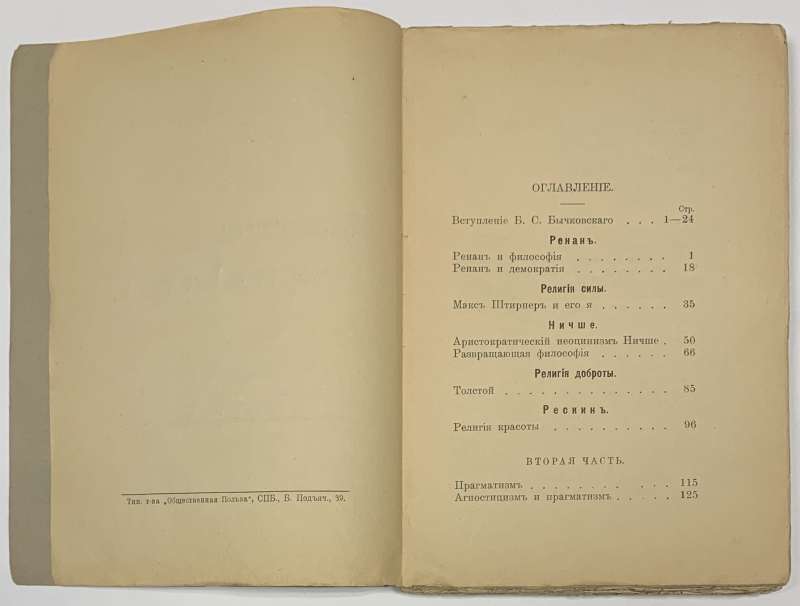 Тип. т-ва „Общественная Польза“, СПБ., В. Подъяч., 39.
ОГЛАВЛЕНІЕ.
Стр.
Вступленіе Б. С. Бычковскаго . . . 1—24
Ренанъ.
Ренанъ и философія . . . . . . . 1
Ренанъ и демократія . . . . . . . 18
Религія силы.
Максъ Штирнеръ и его я . . . . . . 35
Ничше.
Аристократическій неоцинизмъ Ничше . 50
Развращающая философія . . . . . . 66
Религія доброты.
Толстой . . . . . . . . . . . . . 85
Рескинъ.
Религія красоты . . . . . . . . . . 96
ВТОРАЯ ЧАСТЬ.
Прагматизмъ . . . . . . . . . . . 115
Агностицизмъ и прагматизмъ . . . . . 125